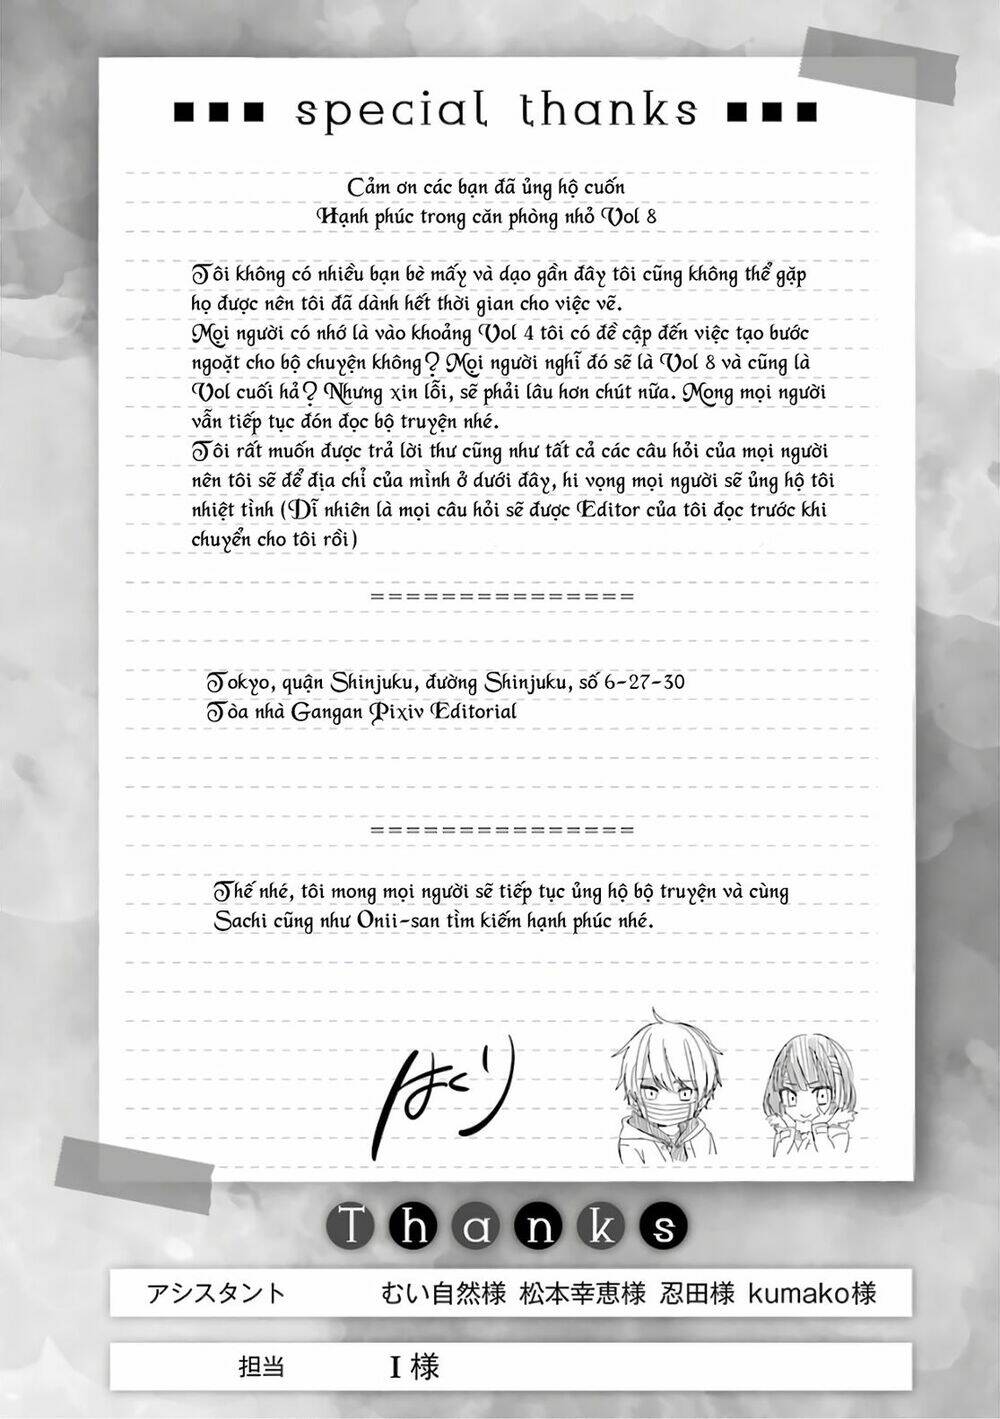 ■■■ special thanks ■■■
Cảm ơn các bạn đã ủng hộ cuốn
Hạnh phúc trong căn phòng nhỏ Vol 8
Tôi không có nhiều bạn bè mấy và dạo gần đây tôi cũng không thể gặp
họ được nên tôi đã dành hết thời gian cho việc vẽ.
Mọi người có nhớ là vào khoảng Vol 4 tôi có đề cập đến việc tạo bước
ngoặt cho bộ chuyện không? Mọi người nghĩ đó sẽ là Vol 8 và cũng là
Vol cuối hả? Nhưng xin lỗi, sẽ phải lâu hơn chút nữa. Mong mọi người
vẫn tiếp tục đón đọc bộ truyện nhé.
Tôi rất muốn được trả lời thư cũng như tất cả các câu hỏi của mọi người
nên tôi sẽ để địa chỉ của mình ở dưới đây, hi vọng mọi người sẽ ủng hộ tôi
nhiệt tình (Dĩ nhiên là mọi câu hỏi sẽ được Editor của tôi đọc trước khi
chuyển cho tôi rồi)
===============
Tokyo, quận Shinjuku, đường Shinjuku, số 6-27-30
Tòa nhà Gangan Pixiv Editorial
===============
Thế nhé, tôi mong mọi người sẽ tiếp tục ủng hộ bộ truyện và cùng
Sachi cũng như Onii-san tìm kiếm hạnh phúc nhé.
はくり
Thanks
アシスタント むい自然様 松本幸恵様 忍田様 kumako様
担当 I 様